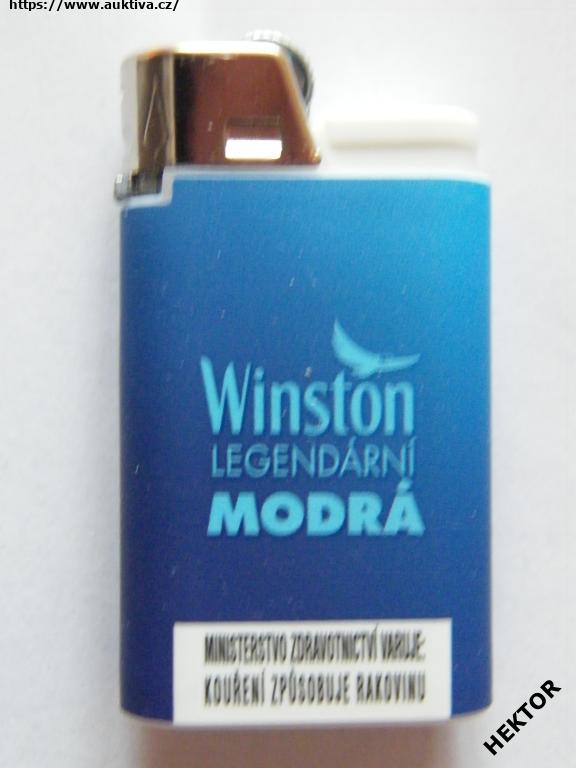 https://www.auktiva.cz/
Winston
LEGENDÁRNÍ
MODRÁ
MINISTERSTVO ZDRAVOTNICTVÍ VARUJE:
KOUŘENÍ ZPŮSOBUJE RAKOVINU
HEKTOR